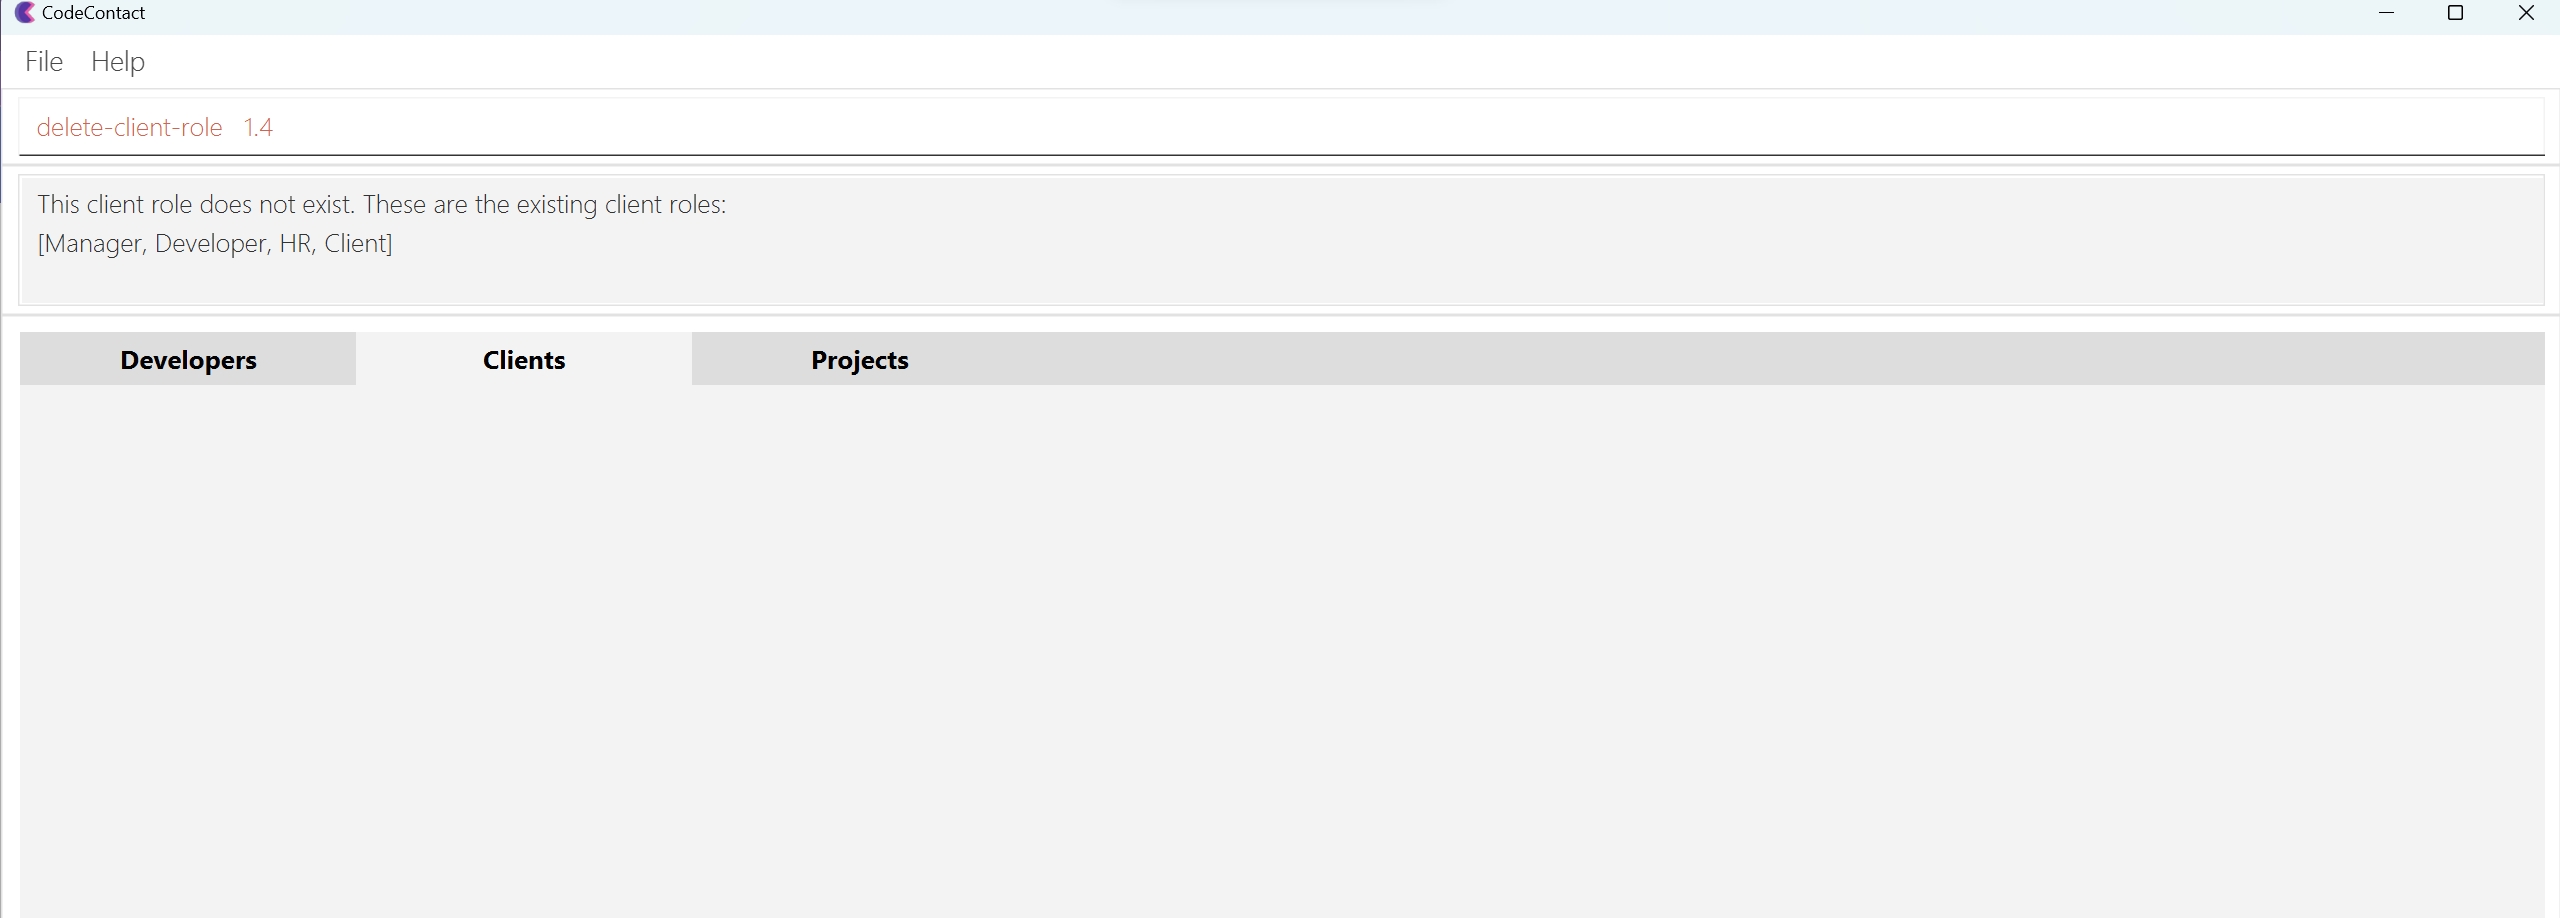 CodeContact
File Help
delete-client-role 1.4
This client role does not exist. These are the existing client roles:
[Manager, Developer, HR, Client]
Developers Clients Projects